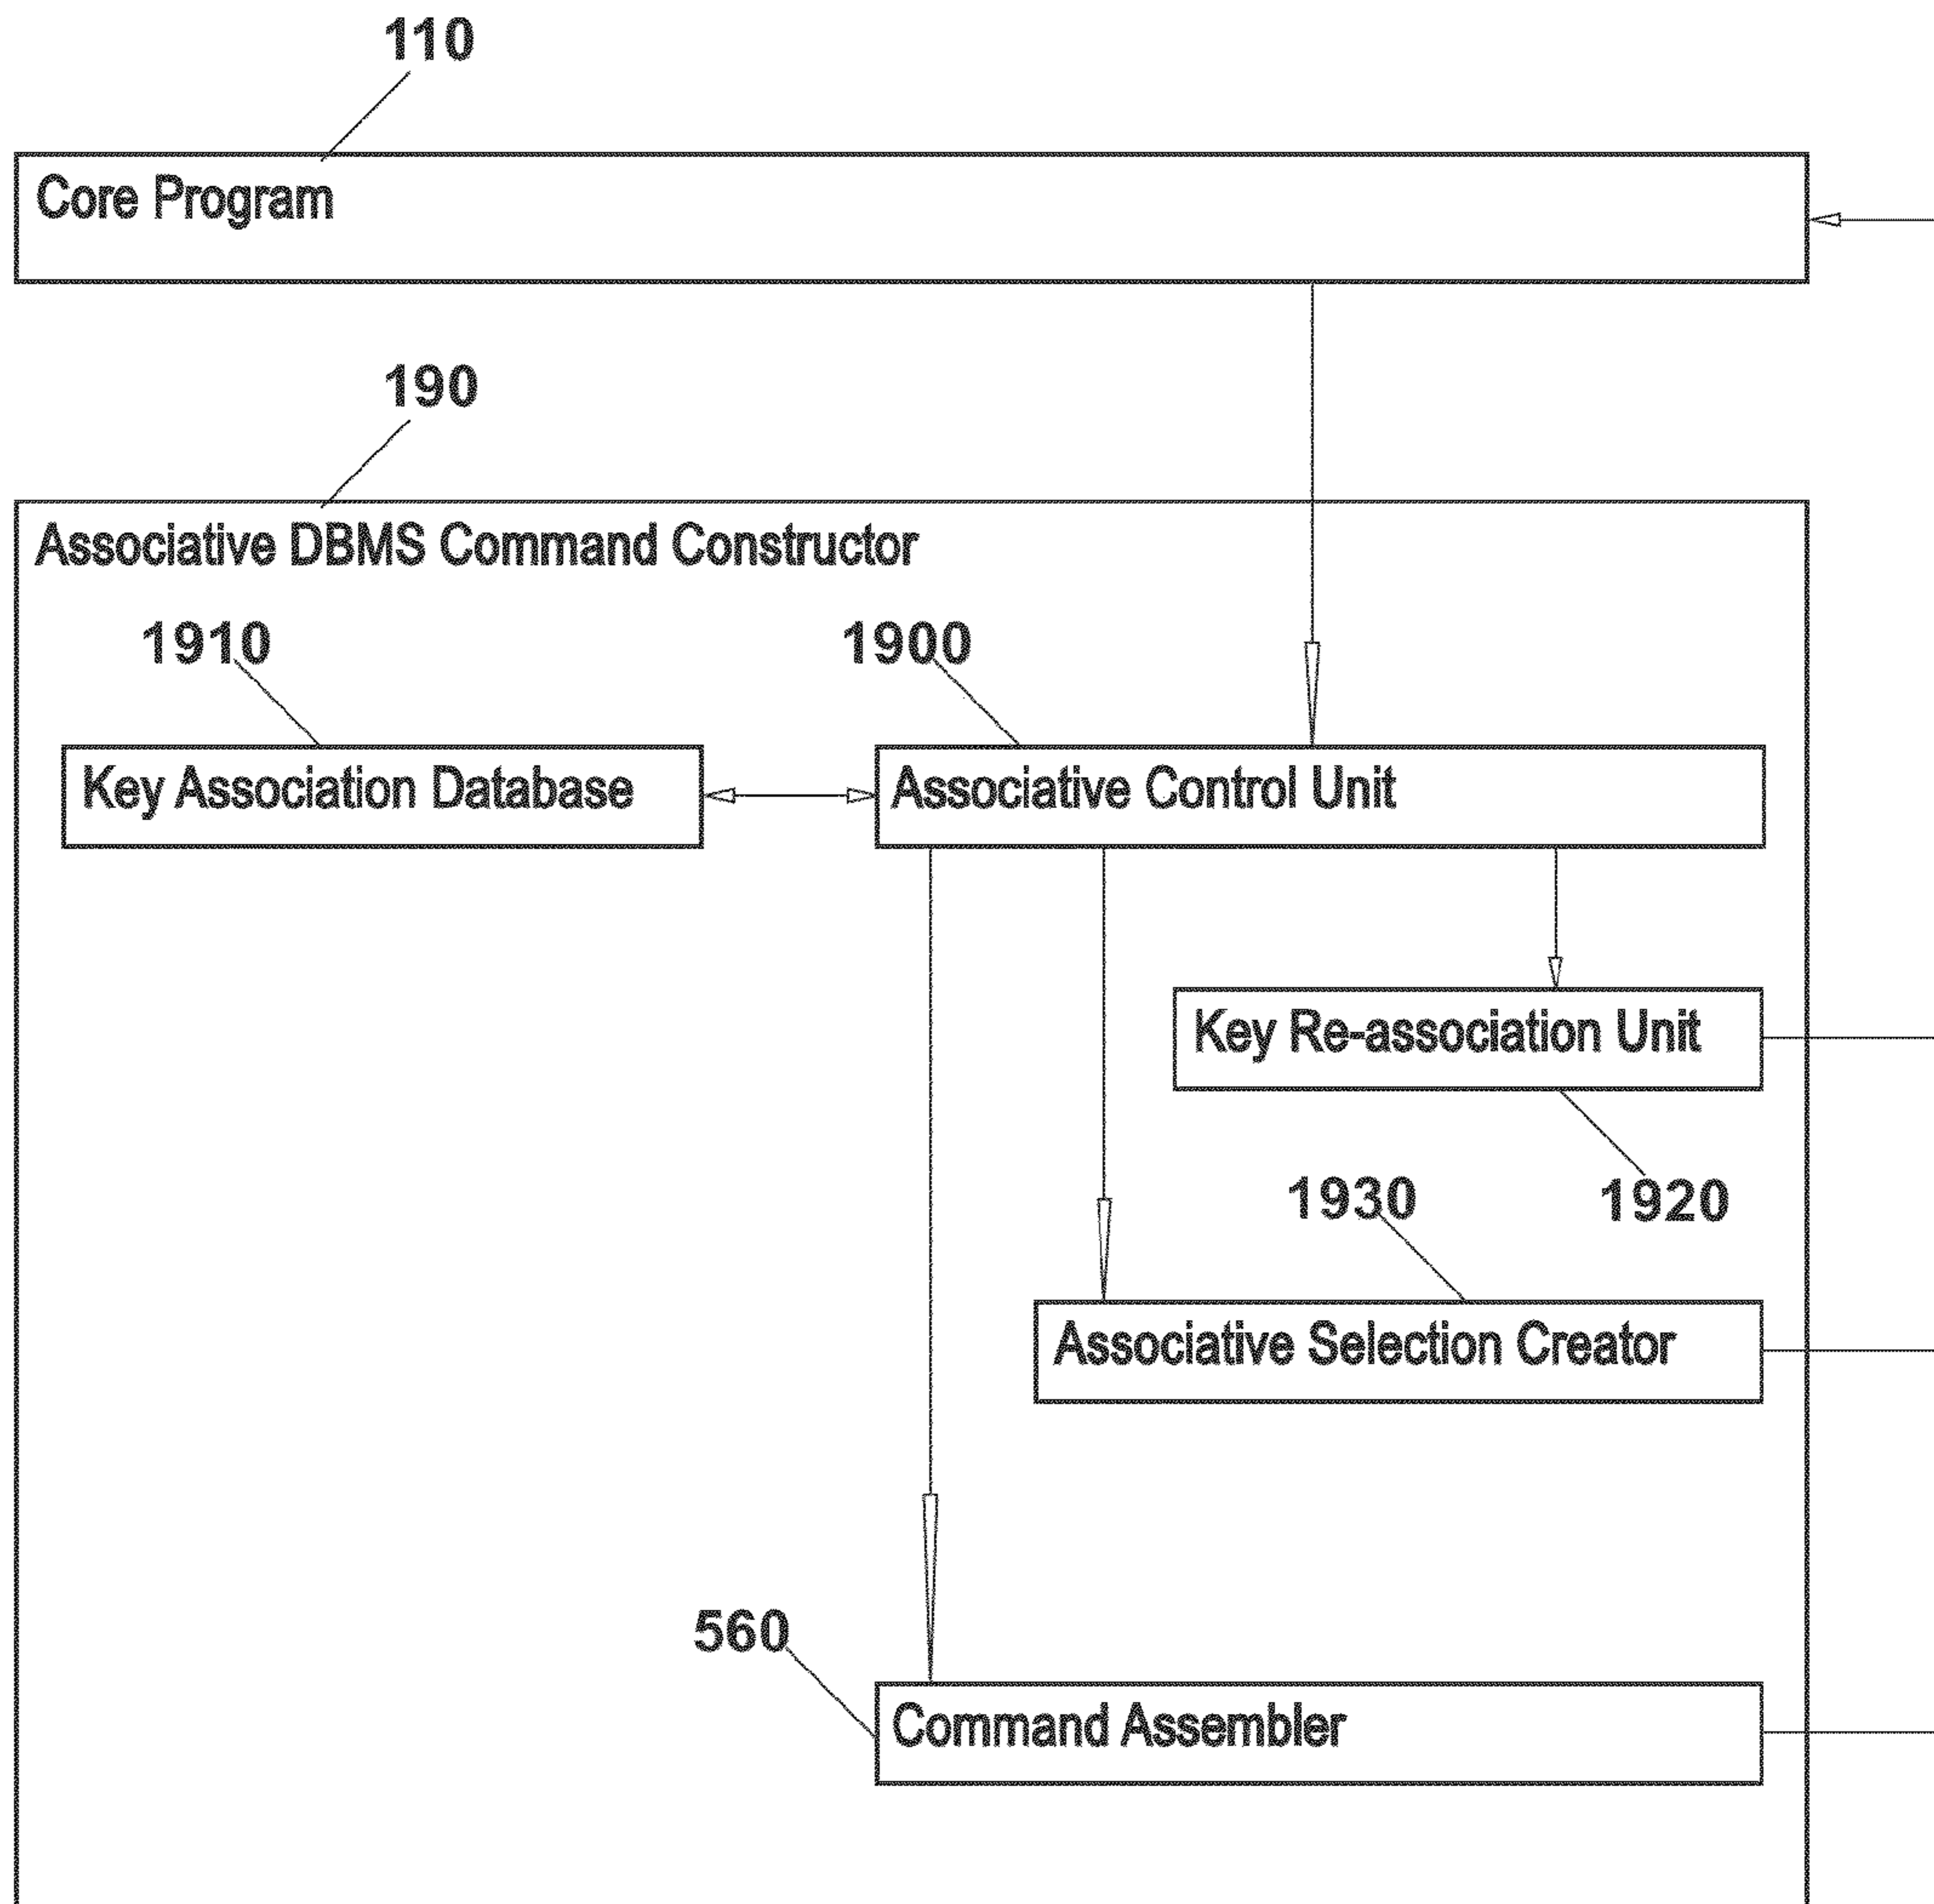 110
Core Program
190
Associative DBMS Command Constructor
1910
1900
Key Association Database
Associative Control Unit
Key Re-association Unit
1930
1920
Associative Selection Creator
560
Command Assembler